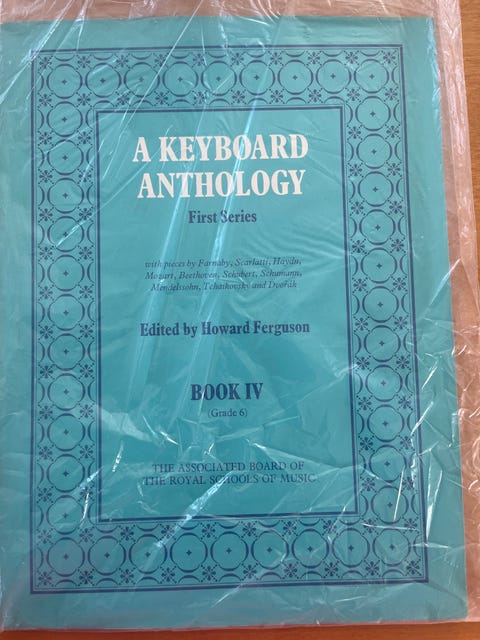 A KEYBOARD
ANTHOLOGY
First Series
with pieces by Farnaby, Scarlatti, Haydn,
Mozart, Beethoven, Schubert, Schumann,
Mendelssohn, Tchaikovsky and Dvořák
Edited by Howard Ferguson
BOOK IV
(Grade 6)
THE ASSOCIATED BOARD OF
THE ROYAL SCHOOLS OF MUSIC